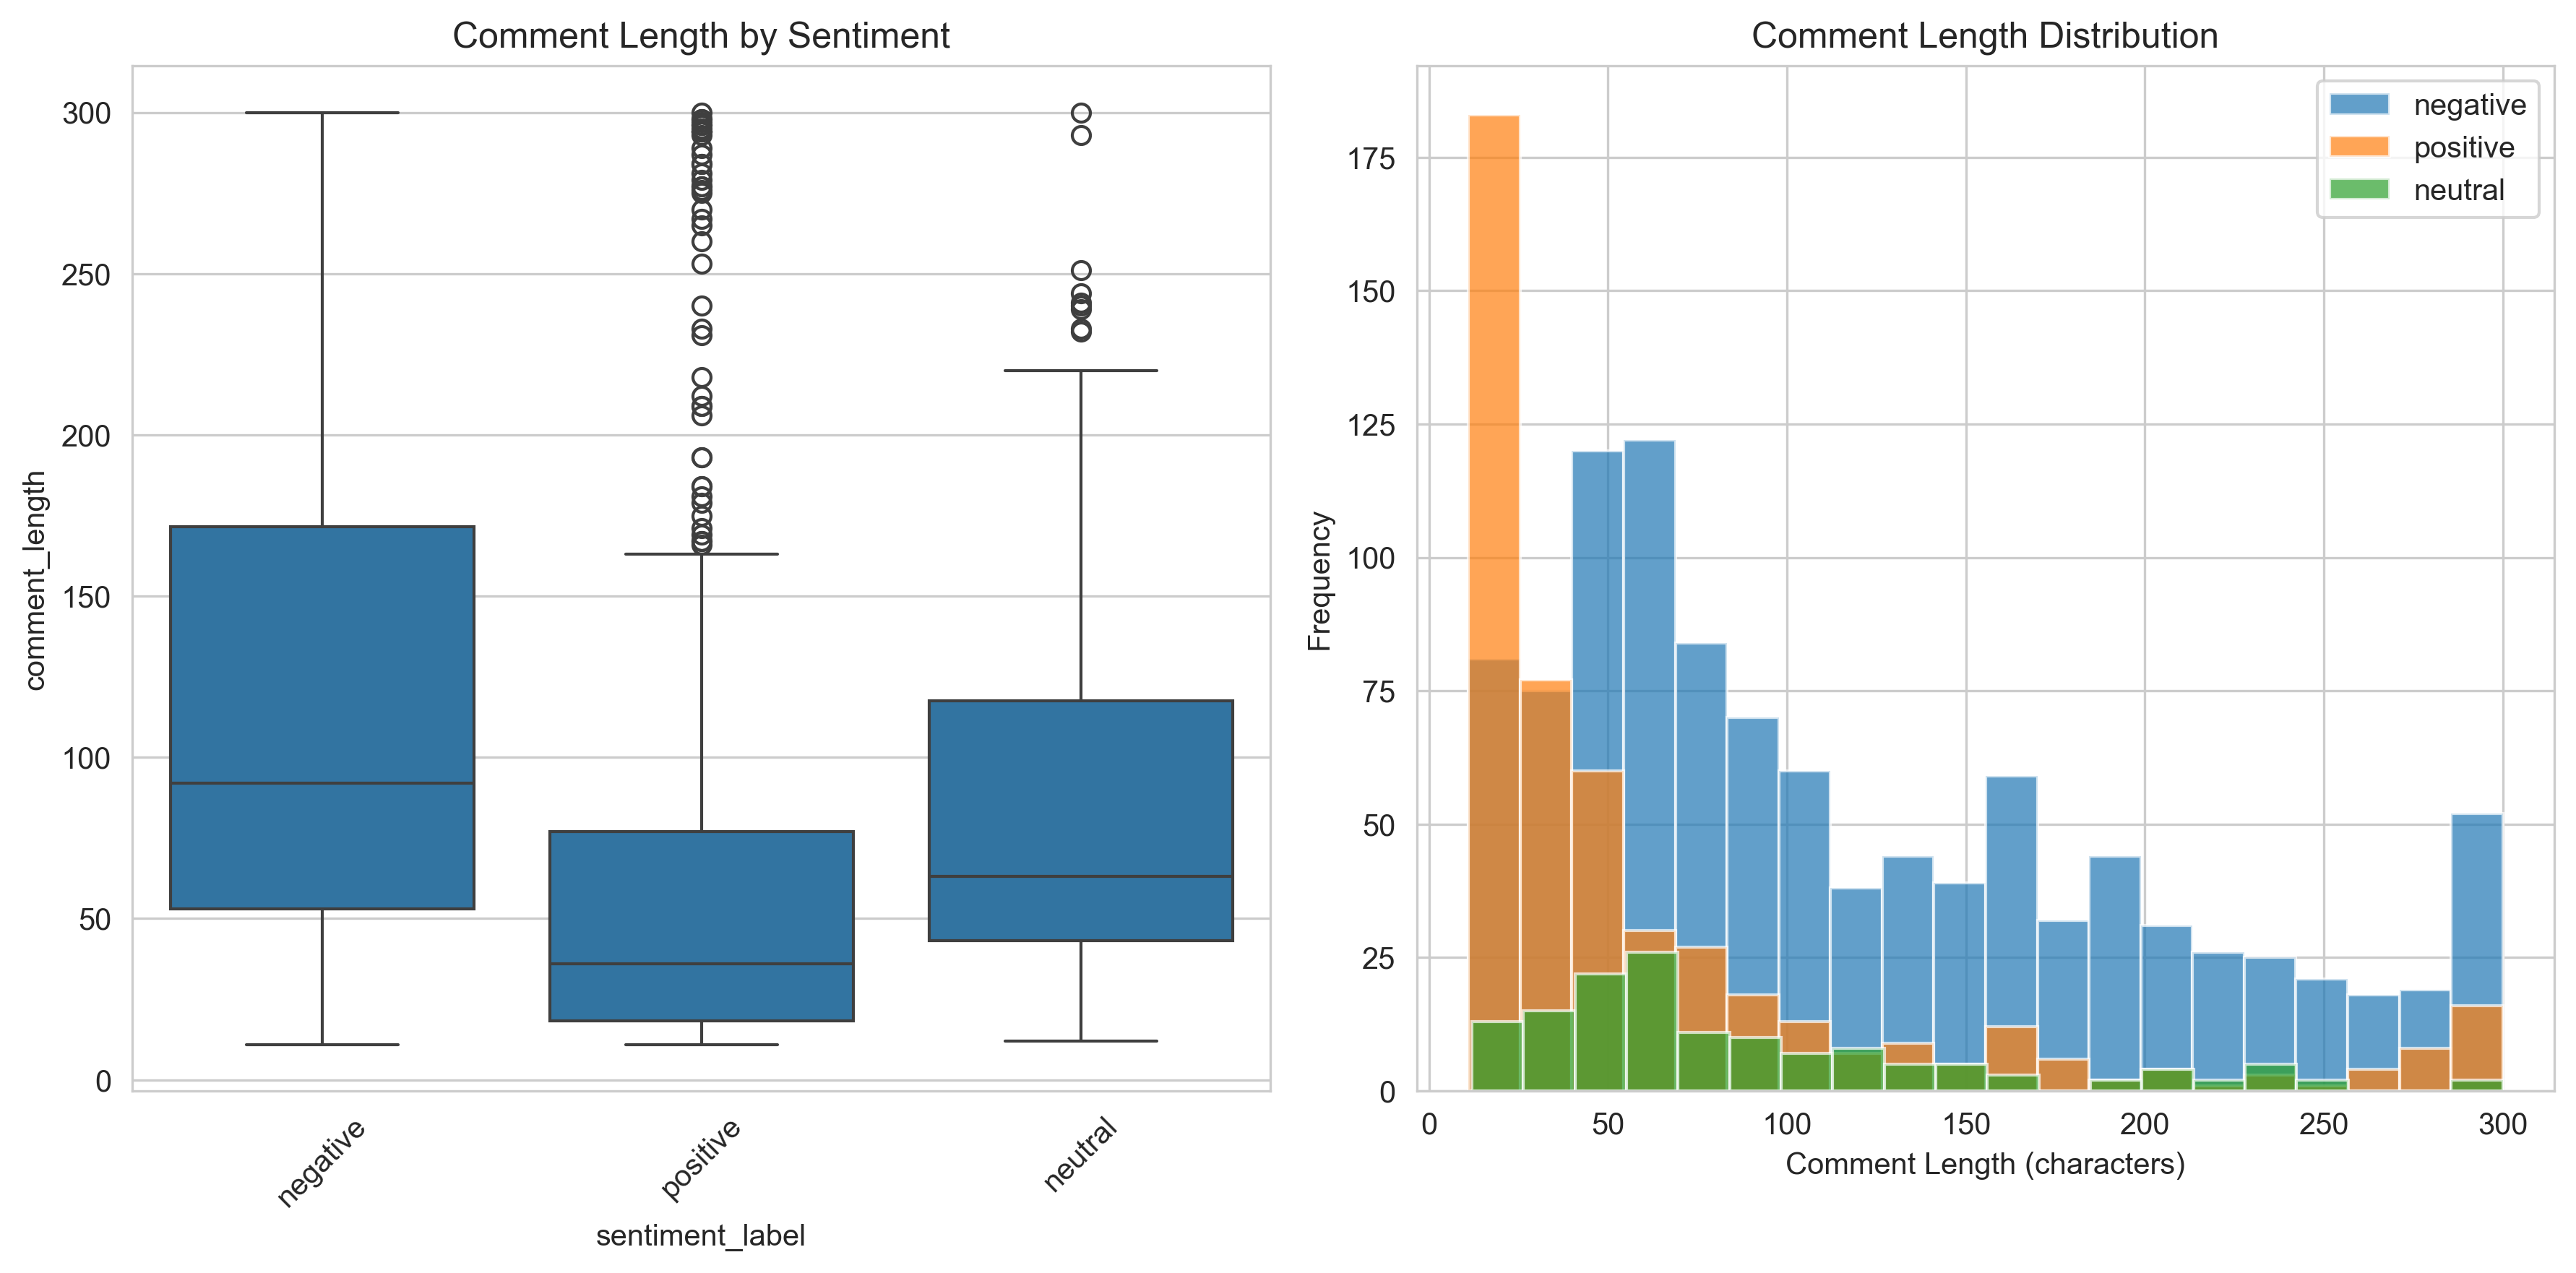 Comment Length by Sentiment
comment_length
300
250
200
150
100
50
0
negative
positive
neutral
sentiment_label
Comment Length Distribution
Frequency
175
150
125
100
75
50
25
0
negative
positive
neutral
0
50
100
150
200
250
300
Comment Length (characters)